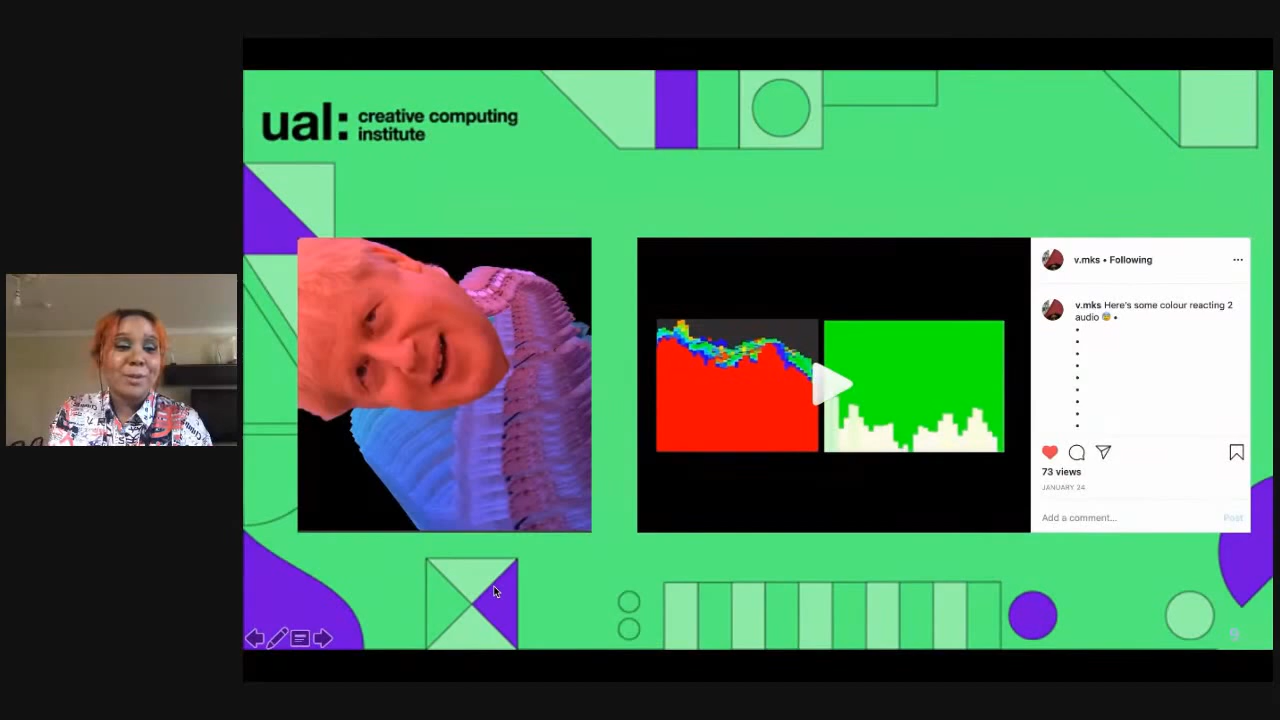 ual: creative computing
institute
v.mks • Following
v.mks Here's some colour reacting 2
audio 😨 •
•
•
•
•
•
•
•
•
•
73 views
JANUARY 24
Add a comment...
Post
9